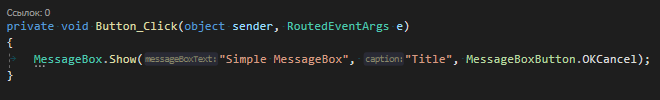 Ссылок: 0
private void Button_Click(object sender, RoutedEventArgs e)
{
MessageBox.Show(messageBoxText: "Simple MessageBox", caption: "Title", MessageBoxButton.OKCancel);
}